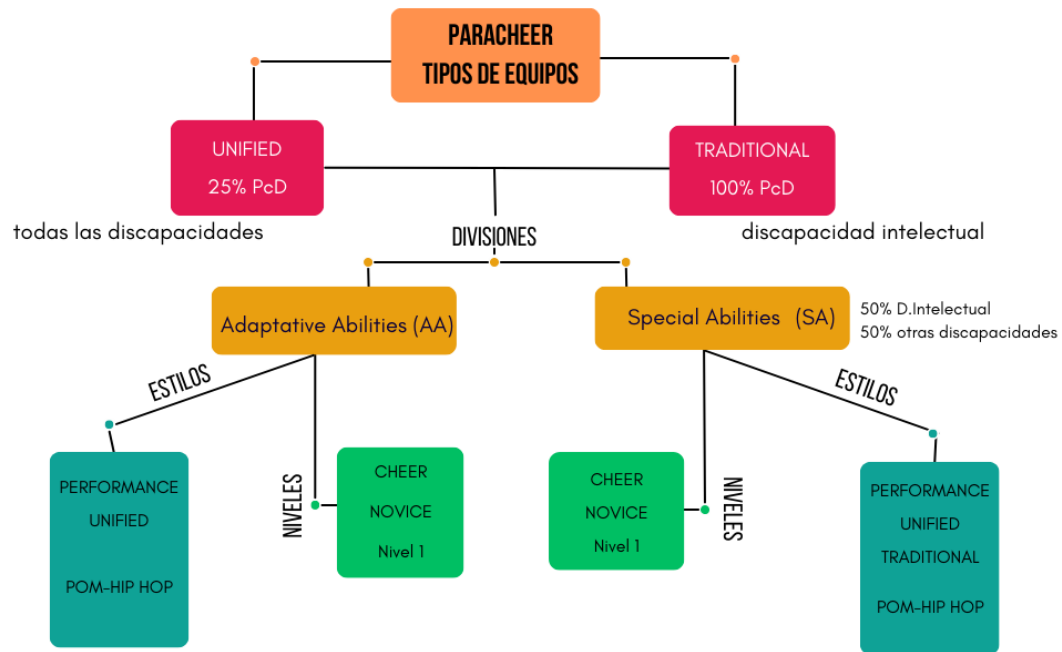 PARACHEER
TIPOS DE EQUIPOS
UNIFIED
25% PcD
TRADITIONAL
100% PcD
todas las discapacidades
discapacidad intelectual
DIVISIONES
Adaptative Abilities (AA)
Special Abilities (SA)
50% D.Intelectual
50% otras discapacidades
ESTILOS
ESTILOS
PERFORMANCE
UNIFIED
POM-HIP HOP
NIVELES
CHEER
NOVICE
Nivel 1
CHEER
NOVICE
Nivel 1
NIVELES
PERFORMANCE
UNIFIED
TRADITIONAL
POM-HIP HOP